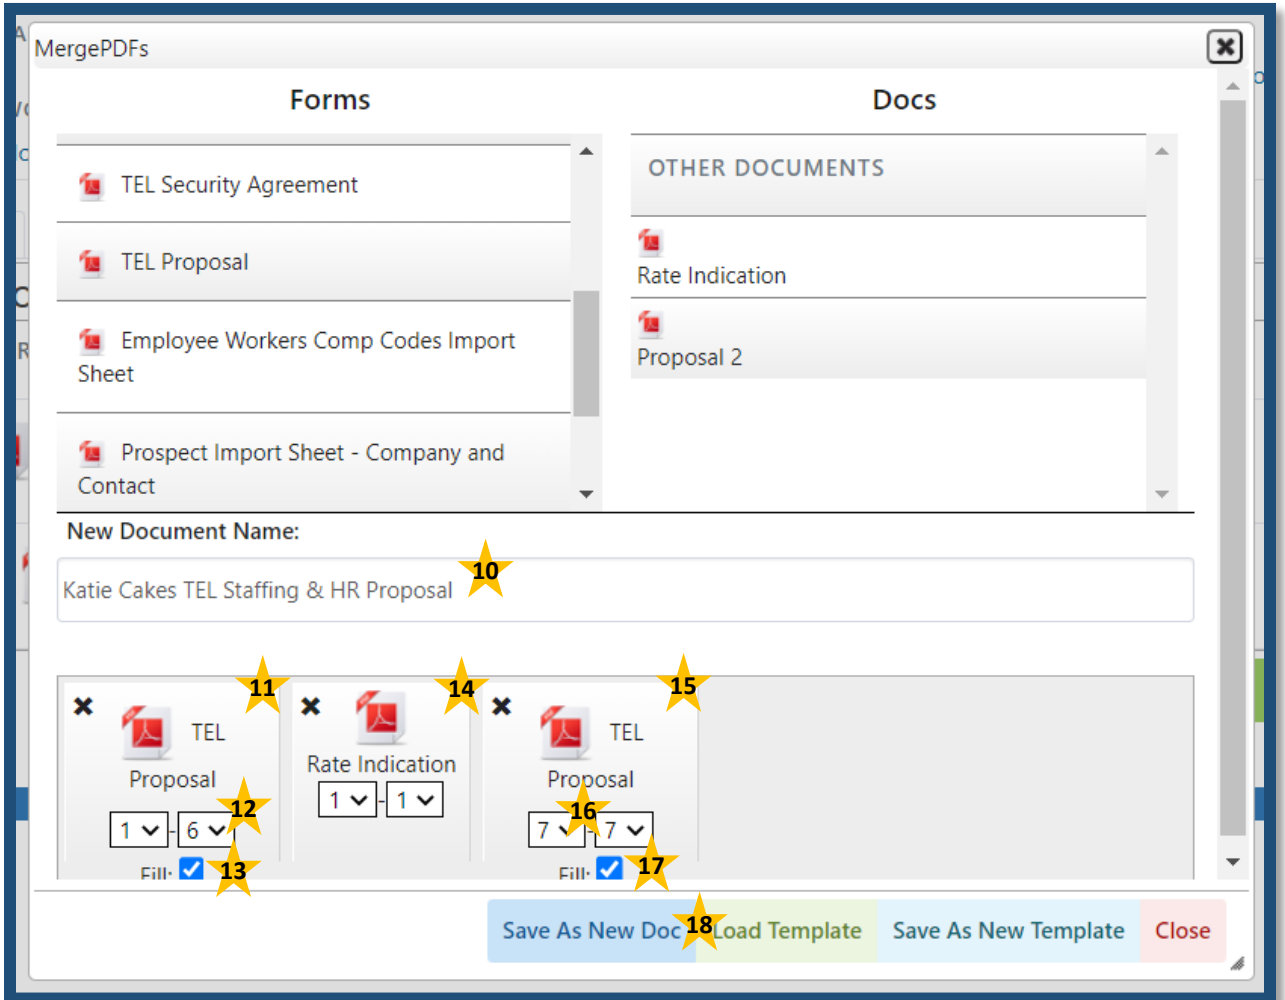 MergePDFs
Forms
Docs
TEL Security Agreement
TEL Proposal
Employee Workers Comp Codes Import
Sheet
Prospect Import Sheet - Company and
Contact
OTHER DOCUMENTS
Rate Indication
Proposal 2
New Document Name:
10
Katie Cakes TEL Staffing & HR Proposal
11
TEL
Proposal
12
1 - 6
Fill:
13
14
Rate Indication
1 - 1
15
TEL
Proposal
16
7 - 7
Fill:
17
Save As New Doc 18 Load Template Save As New Template Close